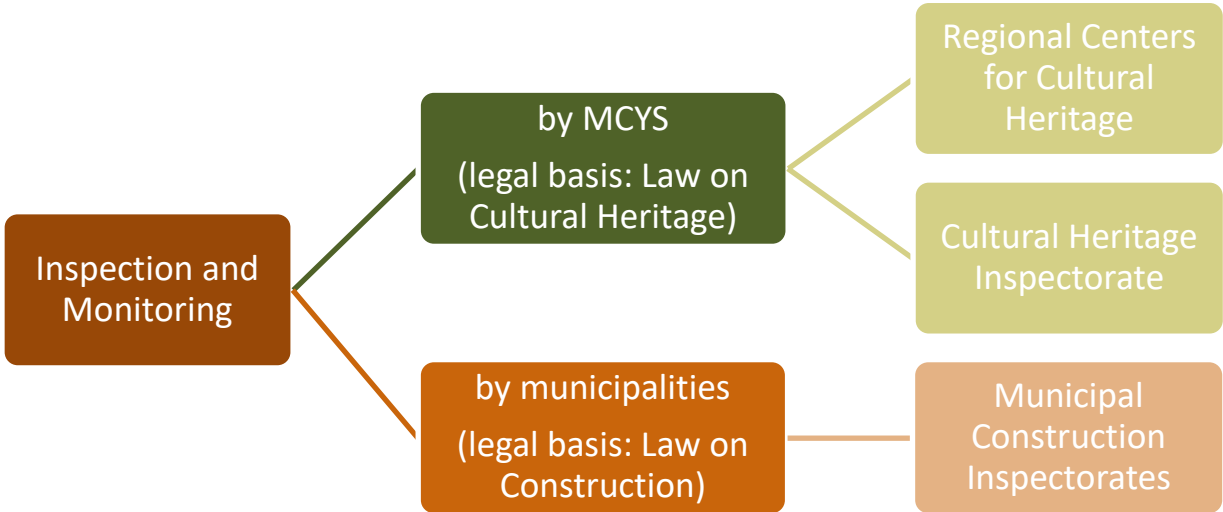 Inspection and
Monitoring
by MCYS
(legal basis: Law on
Cultural Heritage)
Regional Centers
for Cultural
Heritage
Cultural Heritage
Inspectorate
by municipalities
(legal basis: Law on
Construction)
Municipal
Construction
Inspectorates